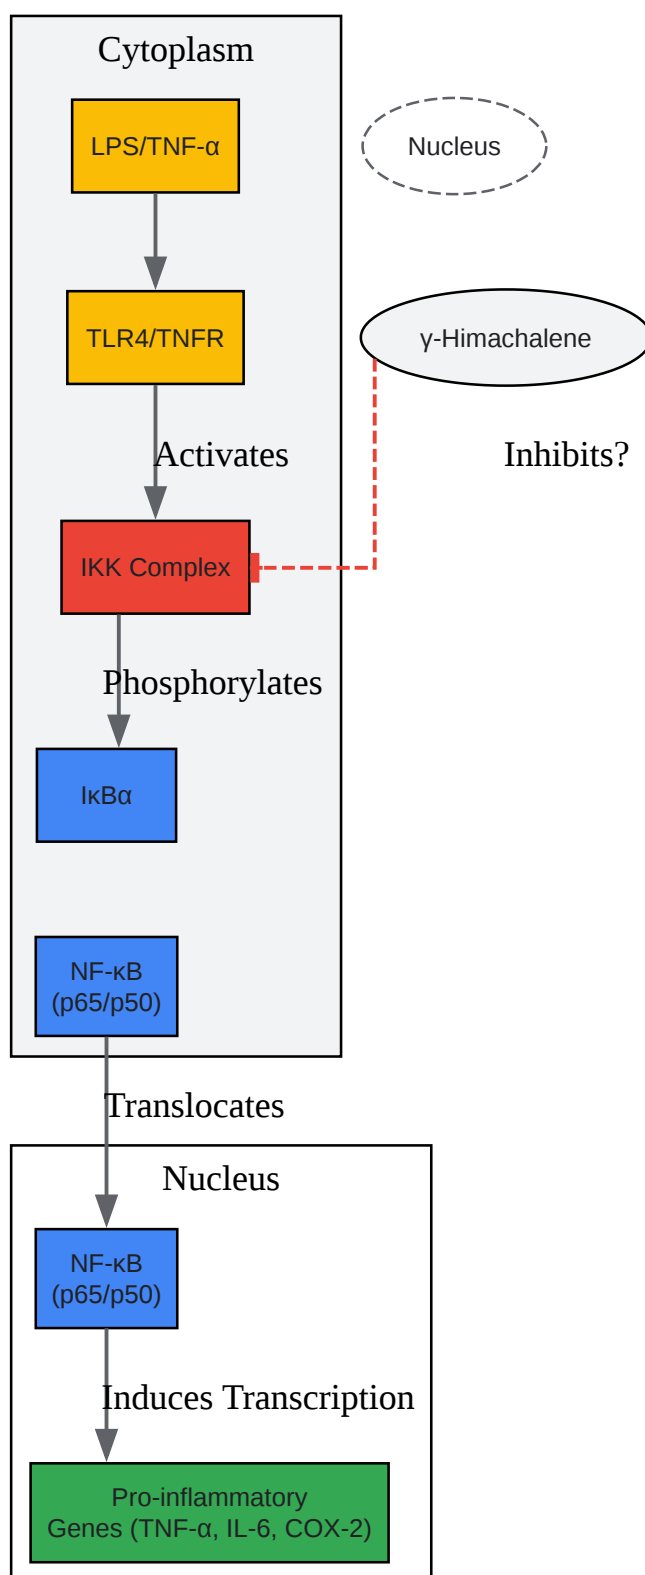 Cytoplasm
LPS/TNF-α
Nucleus
TLR4/TNFR
γ-Himachalene
Activates
Inhibits?
IKK Complex
Phosphorylates
IκBα
NF-κB
(p65/p50)
Translocates
Nucleus
NF-κB
(p65/p50)
Induces Transcription
Pro-inflammatory
Genes (TNF-α, IL-6, COX-2)